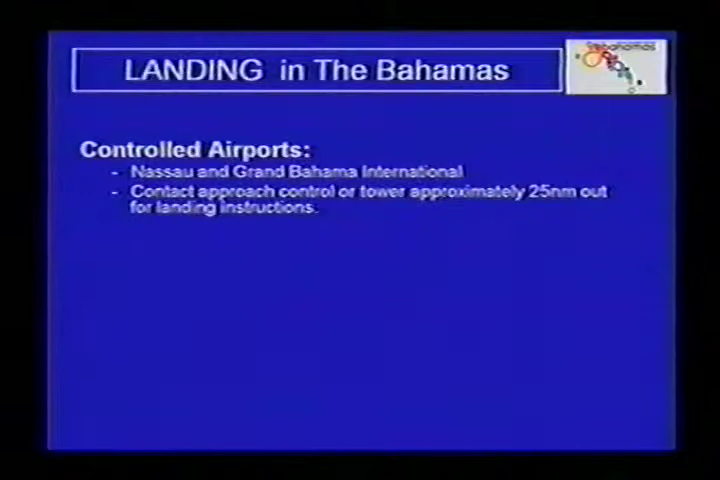 LANDING in The Bahamas
bahamas
Controlled Airports:
- Nassau and Grand Bahama International
- Contact approach control or tower approximately 25nm out
for landing instructions.